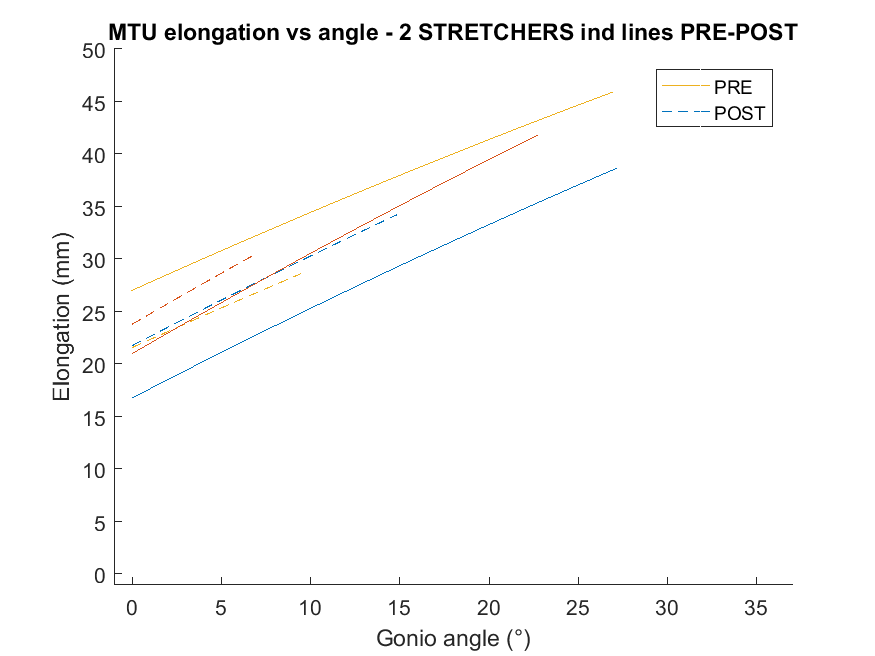 MTU elongation vs angle - 2 STRETCHERS ind lines PRE-POST
50
45
40
35
30
25
20
15
10
5
0
Elongation (mm)
PRE
POST
0 5 10 15 20 25 30 35
Gonio angle (°)